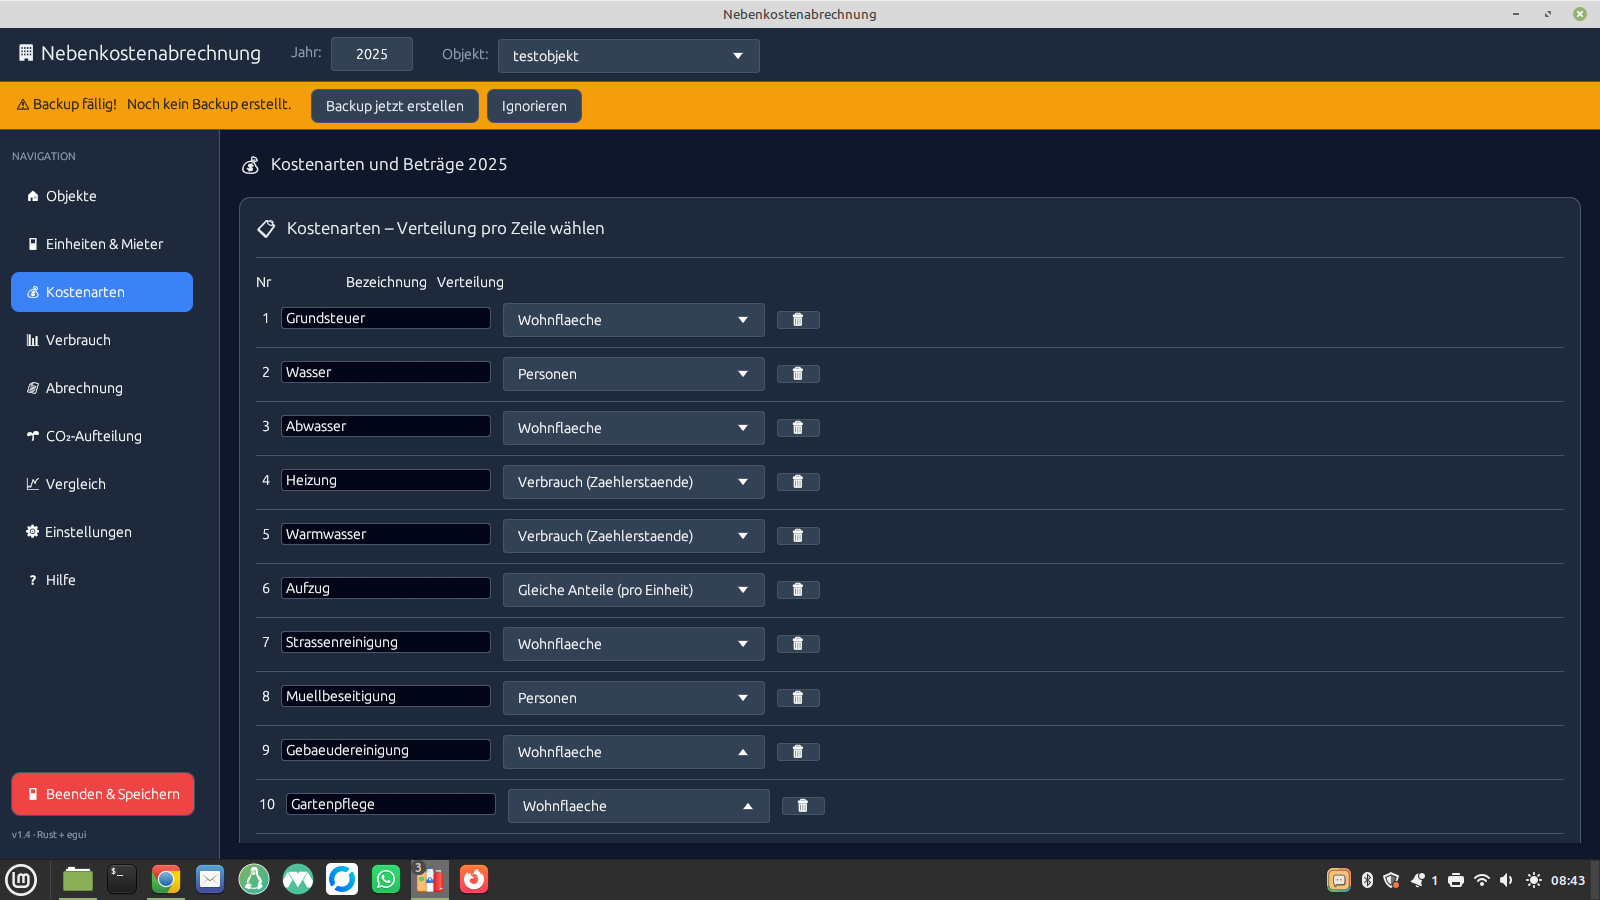 Nebenkostenabrechnung
Nebenkostenabrechnung Jahr: 2025 Objekt: testobjekt
Backup fällig! Noch kein Backup erstellt. Backup jetzt erstellen Ignorieren
NAVIGATION
Objekte
Einheiten & Mieter
Kostenarten
Verbrauch
Abrechnung
CO₂-Aufteilung
Vergleich
Einstellungen
? Hilfe
Beenden & Speichern
v1.4 · Rust + egui
Kostenarten und Beträge 2025
Kostenarten – Verteilung pro Zeile wählen
Nr Bezeichnung Verteilung
1 Grundsteuer Wohnflaeche
2 Wasser Personen
3 Abwasser Wohnflaeche
4 Heizung Verbrauch (Zaehlerstaende)
5 Warmwasser Verbrauch (Zaehlerstaende)
6 Aufzug Gleiche Anteile (pro Einheit)
7 Strassenreinigung Wohnflaeche
8 Muellbeseitigung Personen
9 Gebaeudereinigung Wohnflaeche
10 Gartenpflege Wohnflaeche
3
1 08:43